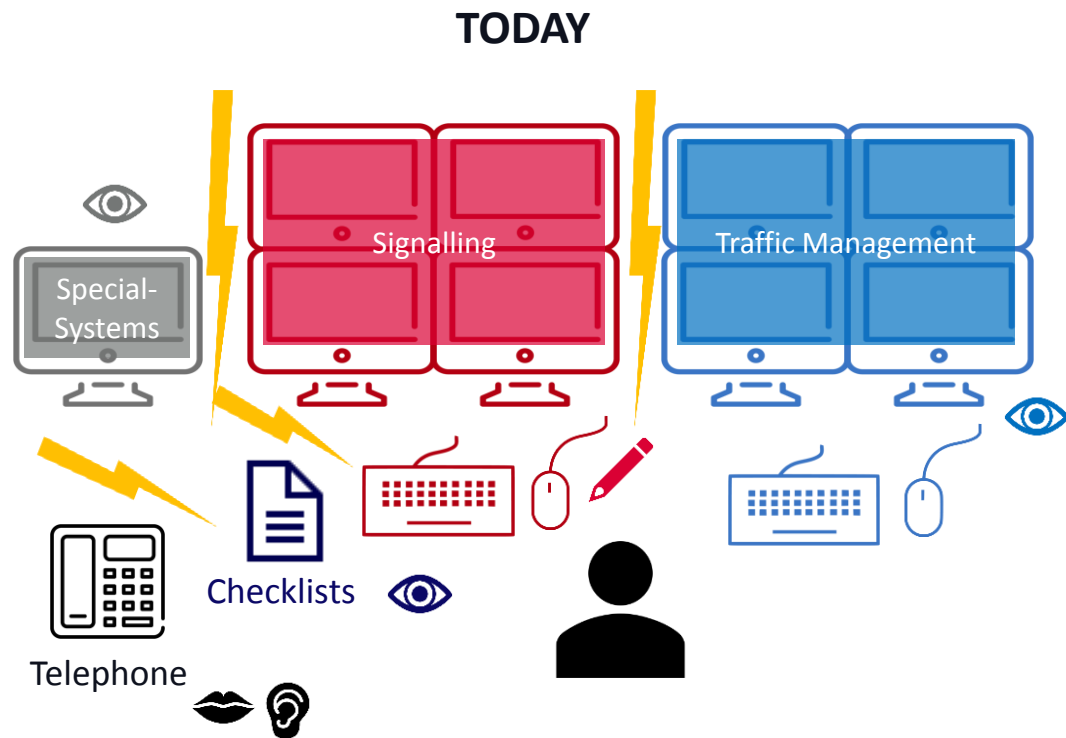 TODAY
Signalling
Traffic Management
Special-
Systems
Checklists
Telephone